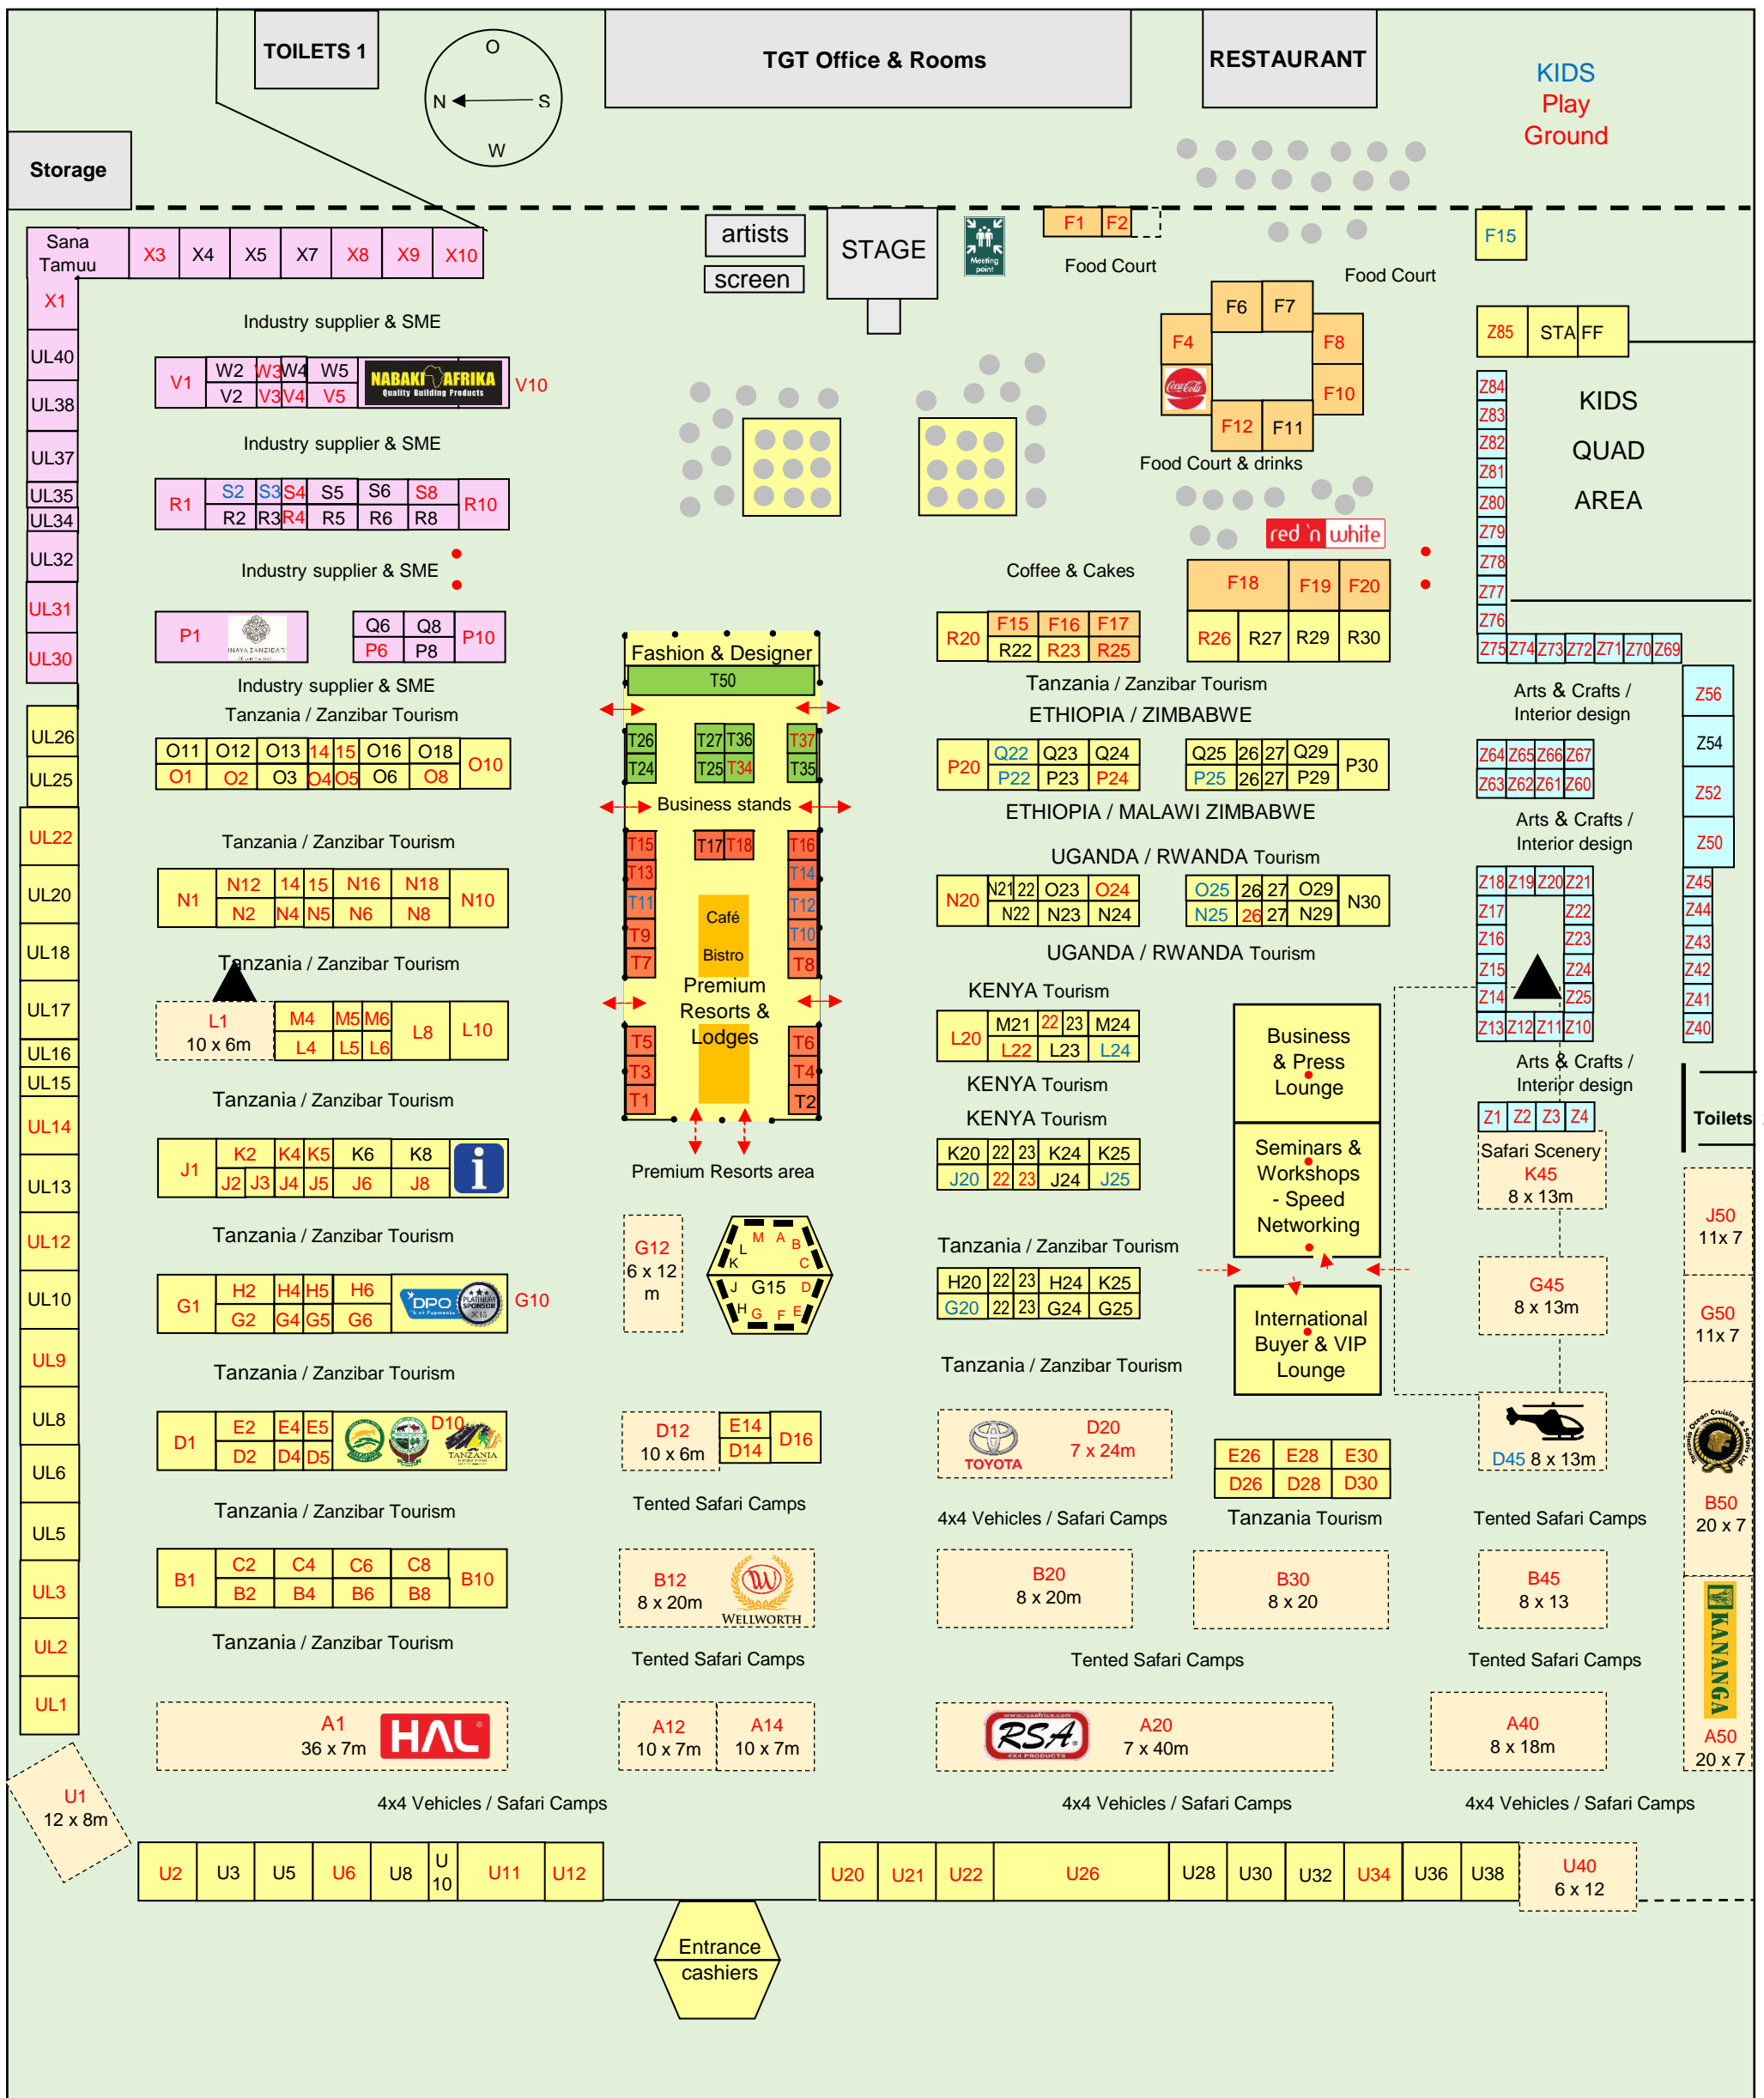 TOILETS 1
O
N
S
W
TGT Office & Rooms
RESTAURANT
KIDS
Play
Ground
Storage
Sana
Tamuu
X3
X4
X5
X7
X8
X9
X10
artists
screen
STAGE
Meeting
point
F1
F2
Food Court
Food Court
F15
X1
UL40
UL38
UL37
UL35
UL34
UL32
UL31
UL30
Industry supplier & SME
V1
W2
W3
W4
W5
V2
V3
V4
V5
NABAKI AFRIKA
Quality Building Products
V10
Industry supplier & SME
R1
S2
S3
S4
S5
S6
S8
R2
R3
R4
R5
R6
R8
R10
Industry supplier & SME
P1
Q6
Q8
P6
P8
P10
Industry supplier & SME
F6
F7
F4
F8
Coca-Cola
F10
F12
F11
Food Court & drinks
red 'n white
Z85
STAFF
Z84
Z83
Z82
Z81
Z80
Z79
Z78
Z77
Z76
Z75
Z74
Z73
Z72
Z71
Z70
Z69
KIDS
QUAD
AREA
Coffee & Cakes
F18
F19
F20
R20
F15
F16
F17
R22
R23
R25
R26
R27
R29
R30
Fashion & Designer
T50
T26
T27
T36
T37
T24
T25
T34
T35
Business stands
T15
T17
T18
T16
T13
T14
T11
T12
T9
T10
T7
T8
Café
Bistro
Premium
Resorts &
Lodges
T5
T6
T3
T4
T1
T2
Premium Resorts area
Tanzania / Zanzibar Tourism
ETHIOPIA / ZIMBABWE
P20
Q22
Q23
Q24
P22
P23
P24
Q25
26
27
Q29
P25
26
27
P29
P30
ETHIOPIA / MALAWI ZIMBABWE
UGANDA / RWANDA Tourism
N20
N21
22
O23
O24
N22
N23
N24
O25
26
27
O29
N25
26
27
N29
N30
UGANDA / RWANDA Tourism
KENYA Tourism
L20
M21
22
23
M24
L22
L23
L24
KENYA Tourism
KENYA Tourism
K20
22
23
K24
K25
J20
22
23
J24
J25
Tanzania / Zanzibar Tourism
H20
22
23
H24
K25
G20
22
23
G24
G25
Tanzania / Zanzibar Tourism
Business
& Press
Lounge
Seminars &
Workshops
- Speed
Networking
International
Buyer & VIP
Lounge
Arts & Crafts /
Interior design
Z56
Z54
Z52
Z50
Z64
Z65
Z66
Z67
Z63
Z62
Z61
Z60
Arts & Crafts /
Interior design
Z18
Z19
Z20
Z21
Z17
Z22
Z16
Z23
Z15
Z24
Z14
Z25
Z13
Z12
Z11
Z10
Z45
Z44
Z43
Z42
Z41
Z40
Arts & Crafts /
Interior design
Z1
Z2
Z3
Z4
Toilets
Safari Scenery
K45
8 x 13m
G45
8 x 13m
D45 8 x 13m
J50
11x 7
G50
11x 7
Tanzania Ocean Cruising & Safaris Ltd
B50
20 x 7
KANANGA
A50
20 x 7
Tanzania / Zanzibar Tourism
UL26
UL25
UL22
UL20
UL18
UL17
UL16
UL15
UL14
UL13
UL12
UL10
UL9
UL8
UL6
UL5
UL3
UL2
UL1
O11
O12
O13
14
15
O16
O18
O1
O2
O3
O4
O5
O6
O8
O10
Tanzania / Zanzibar Tourism
N1
N12
14
15
N16
N18
N2
N4
N5
N6
N8
N10
Tanzania / Zanzibar Tourism
L1
10 x 6m
M4
M5
M6
L4
L5
L6
L8
L10
Tanzania / Zanzibar Tourism
J1
K2
K4
K5
K6
K8
J2
J3
J4
J5
J6
J8
i
Tanzania / Zanzibar Tourism
G1
H2
H4
H5
H6
G2
G4
G5
G6
DPO
PLATINUM
SPONSOR
2015
G10
Tanzania / Zanzibar Tourism
D1
E2
E4
E5
D2
D4
D5
D10
TANZANIA
Tanzania / Zanzibar Tourism
B1
C2
C4
C6
C8
B2
B4
B6
B8
B10
Tanzania / Zanzibar Tourism
A1
36 x 7m
HAL
G12
6 x 12
m
M
A
B
L
K
C
J
G15
D
H
G
F
E
D12
10 x 6m
E14
D14
D16
Tented Safari Camps
B12
8 x 20m
W
WELLWORTH
Tented Safari Camps
A12
10 x 7m
A14
10 x 7m
TOYOTA
D20
7 x 24m
4x4 Vehicles / Safari Camps
E26
E28
E30
D26
D28
D30
Tanzania Tourism
Tented Safari Camps
B20
8 x 20m
B30
8 x 20
B45
8 x 13
Tented Safari Camps
Tented Safari Camps
www.rsaafrica.com
RSA
4X4 PRODUCTS
A20
7 x 40m
A40
8 x 18m
U1
12 x 8m
4x4 Vehicles / Safari Camps
4x4 Vehicles / Safari Camps
4x4 Vehicles / Safari Camps
U2
U3
U5
U6
U8
U
10
U11
U12
U20
U21
U22
U26
U28
U30
U32
U34
U36
U38
U40
6 x 12
Entrance
cashiers